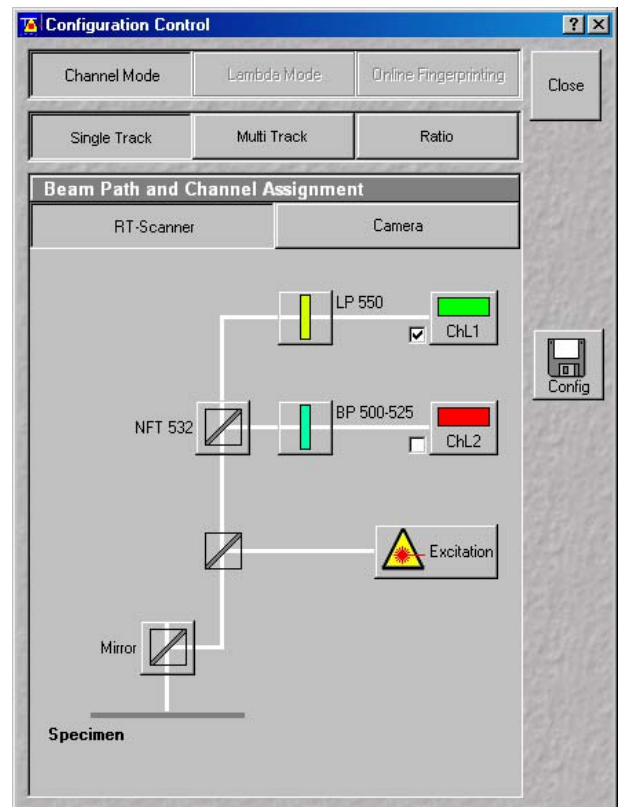 Configuration Control
Channel Mode Lambda Mode Online Fingerprinting Close
Single Track Multi Track Ratio
Beam Path and Channel Assignment
RT-Scanner Camera
LP 550
ChL1
Config
NFT 532
BP 500-525
ChL2
Excitation
Mirror
Specimen